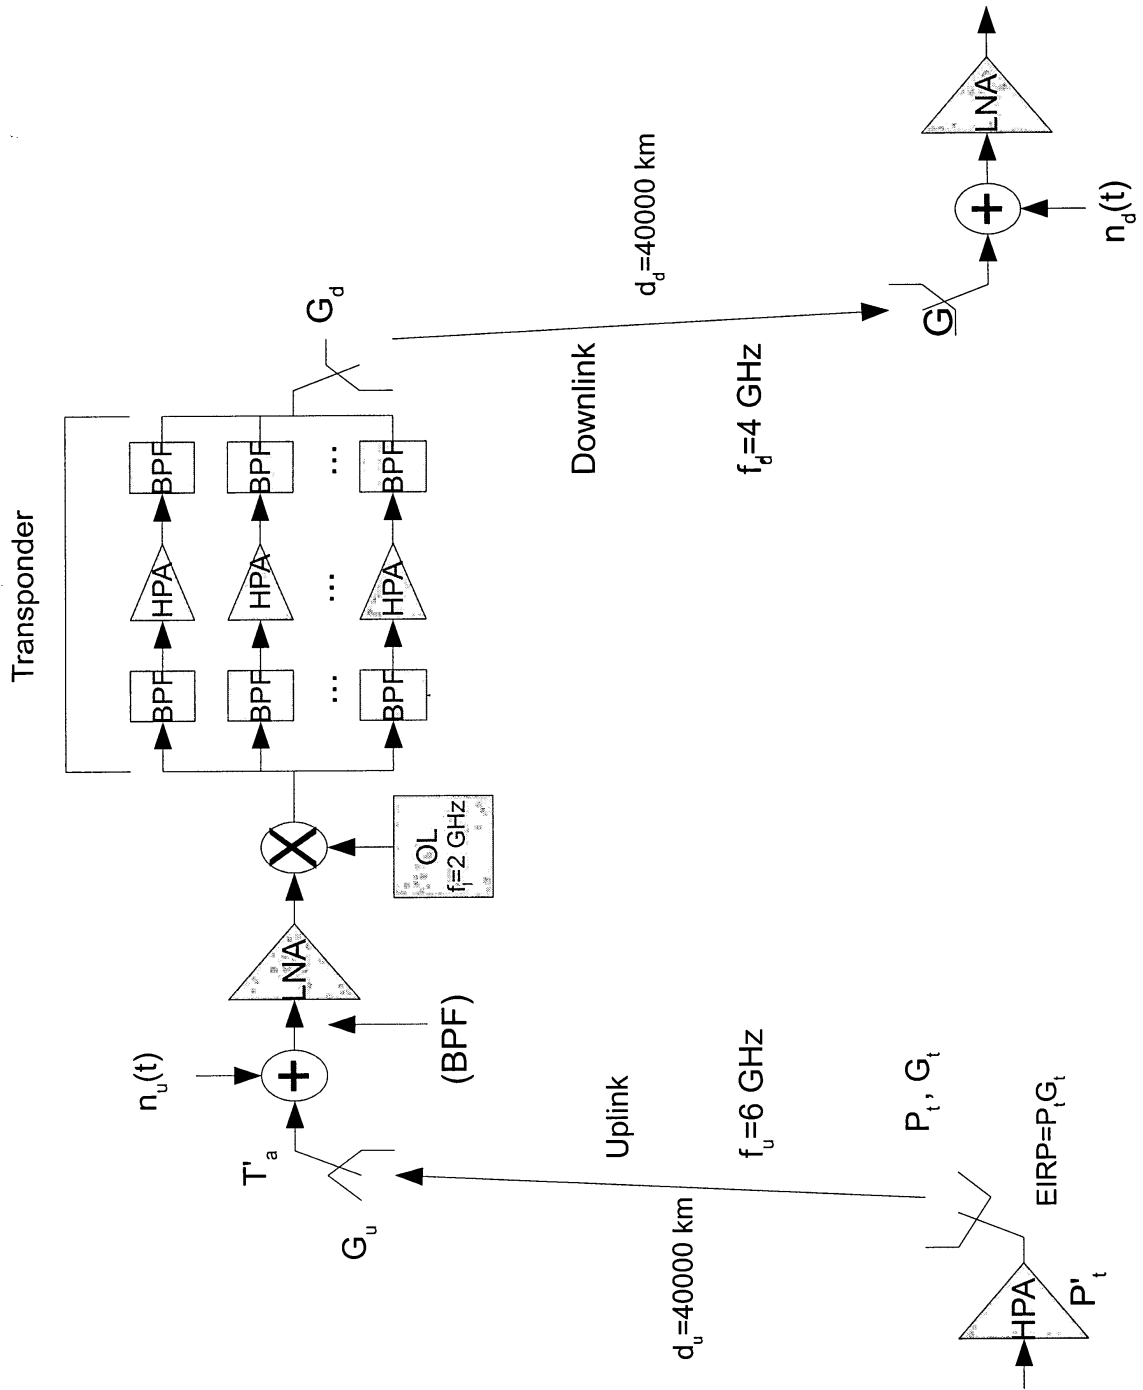 Transponder
BPF
HPA
BPF
BPF
HPA
BPF
...
...
...
BPF
HPA
BPF
G_d
n_u(t)
T'_a
+
LNA
X
(BPF)
OL
f_l=2 GHz
G_u
Uplink
f_u=6 GHz
d_u=40000 km
Downlink
f_d=4 GHz
d_d=40000 km
P_t, G_t
EIRP=P_tG_t
HPA
P'_t
G
+
LNA
n_d(t)